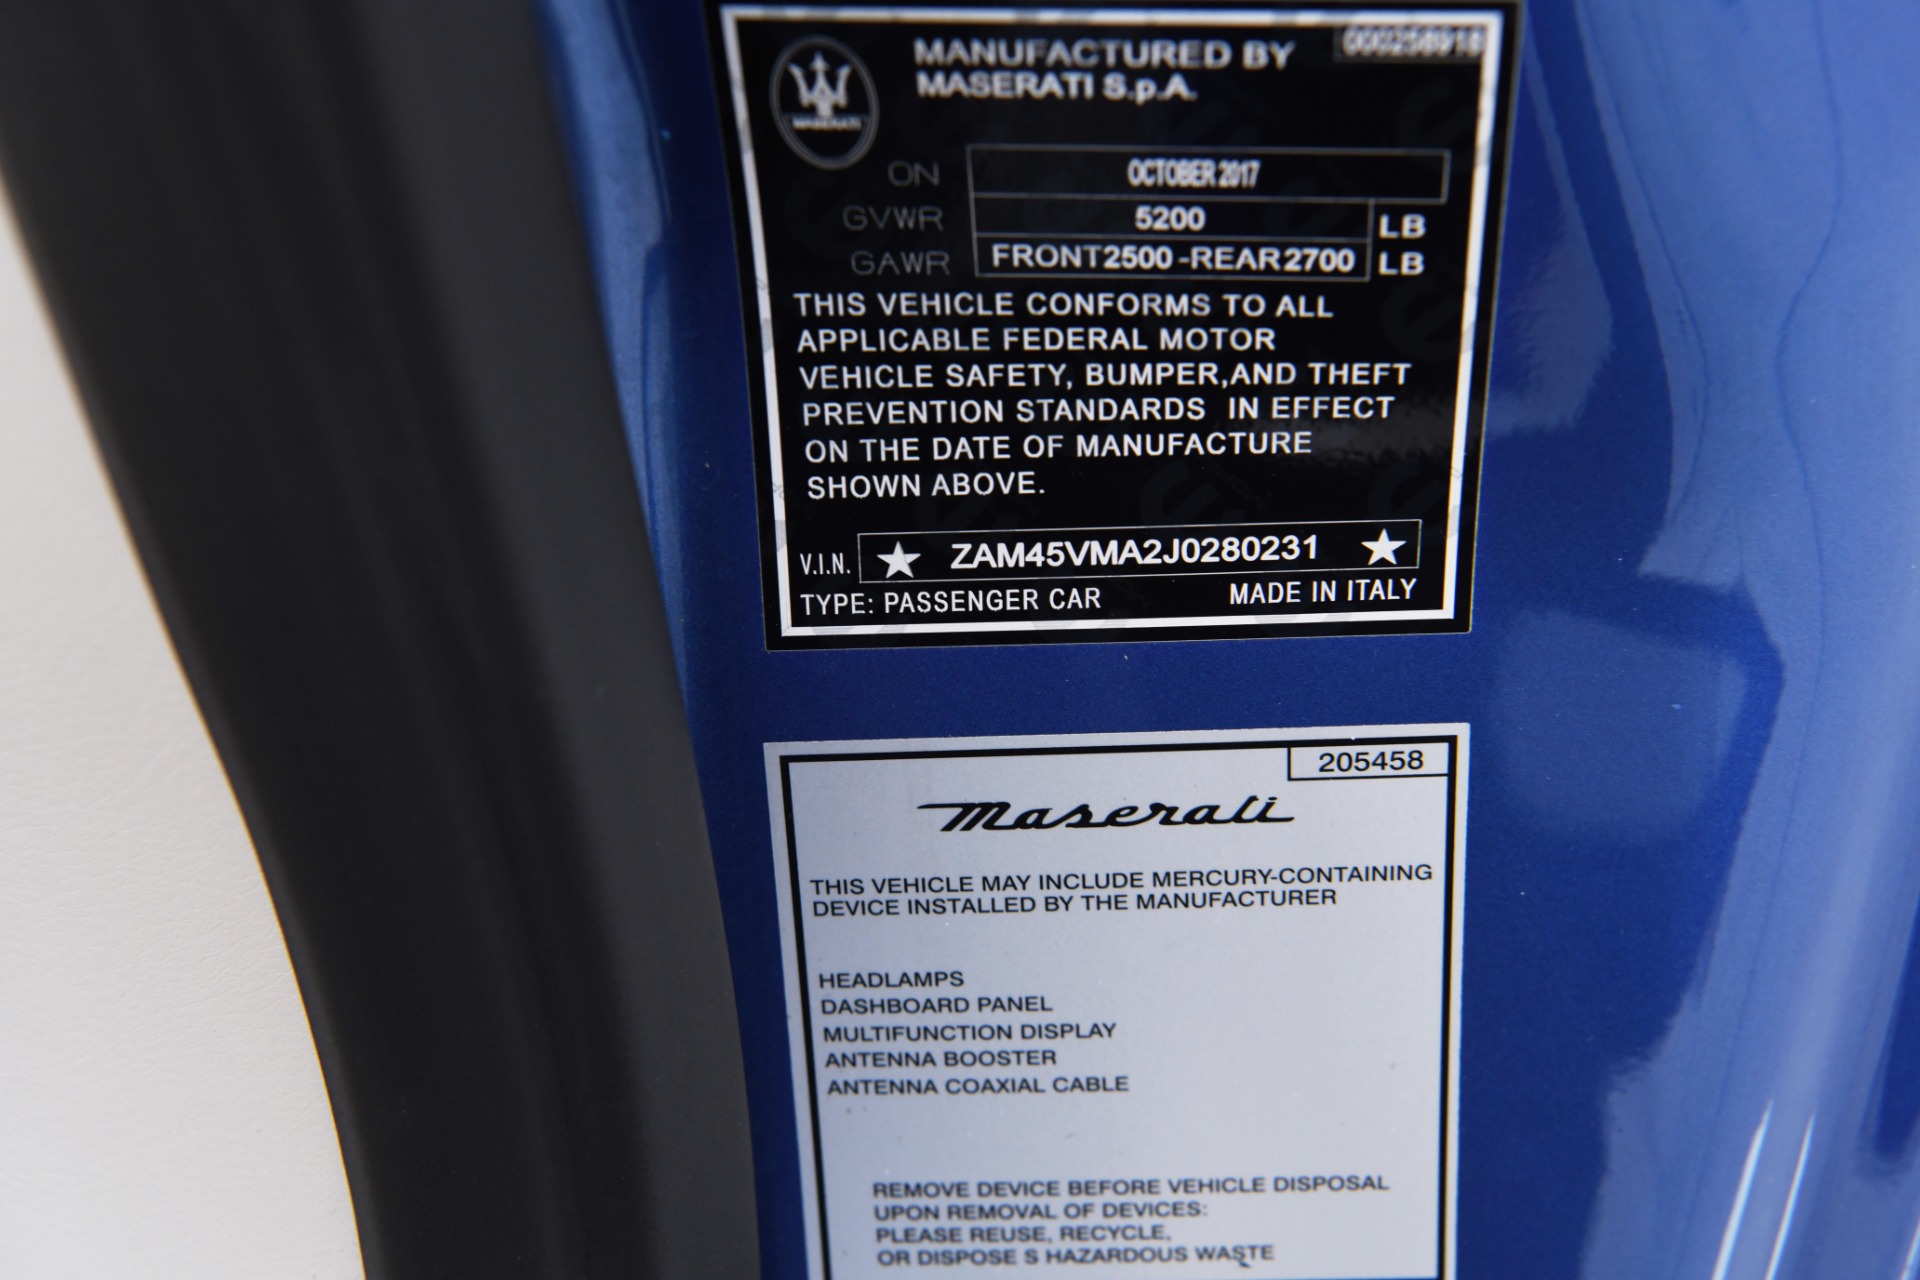 000258918
MANUFACTURED BY
MASERATI S.p.A.
MASERATI
ON OCTOBER 2017
GVWR 5200 LB
GAWR FRONT2500-REAR2700 LB
THIS VEHICLE CONFORMS TO ALL
APPLICABLE FEDERAL MOTOR
VEHICLE SAFETY, BUMPER,AND THEFT
PREVENTION STANDARDS IN EFFECT
ON THE DATE OF MANUFACTURE
SHOWN ABOVE.
V.I.N. ★ ZAM45VMA2J0280231 ★
TYPE: PASSENGER CAR MADE IN ITALY
205458
Maserati
THIS VEHICLE MAY INCLUDE MERCURY-CONTAINING
DEVICE INSTALLED BY THE MANUFACTURER
HEADLAMPS
DASHBOARD PANEL
MULTIFUNCTION DISPLAY
ANTENNA BOOSTER
ANTENNA COAXIAL CABLE
REMOVE DEVICE BEFORE VEHICLE DISPOSAL
UPON REMOVAL OF DEVICES:
PLEASE REUSE, RECYCLE,
OR DISPOSE S HAZARDOUS WASTE